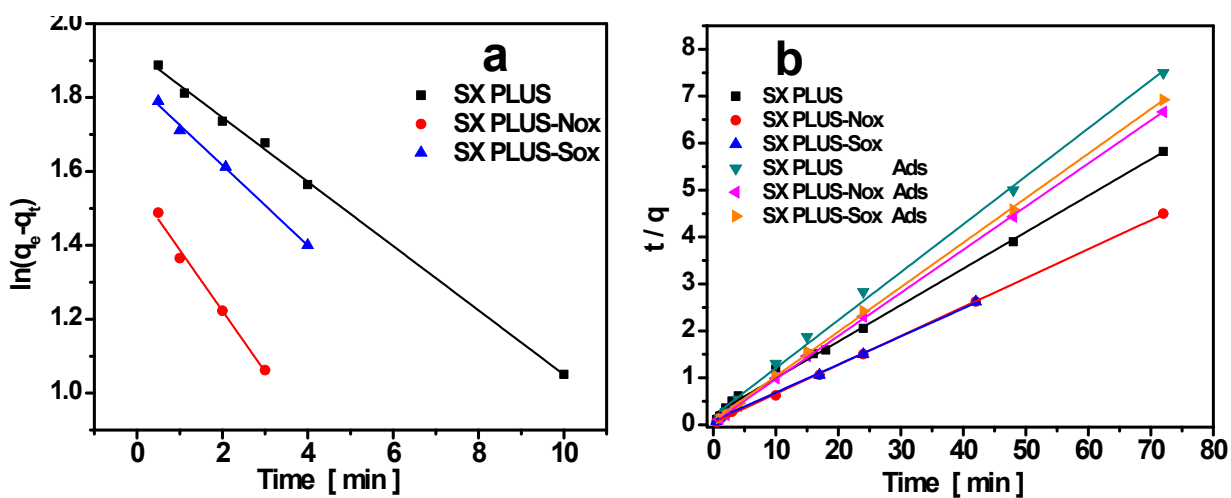 a
2.0
1.8
1.6
1.4
1.2
1.0
ln(qe-qt)
SX PLUS
SX PLUS-Nox
SX PLUS-Sox
0 2 4 6 8 10
Time [ min]
b
8
7
6
5
4
3
2
1
0
t / q
SX PLUS
SX PLUS-Nox
SX PLUS-Sox
SX PLUS Ads
SX PLUS-Nox Ads
SX PLUS-Sox Ads
0 10 20 30 40 50 60 70 80
Time [ min]